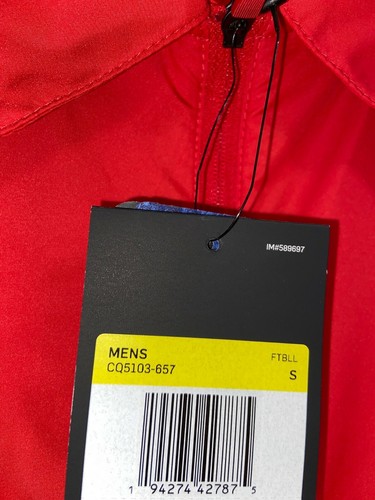 IM#589697
MENS FTBLL
CQ5103-657 S
1 94274 42787 5